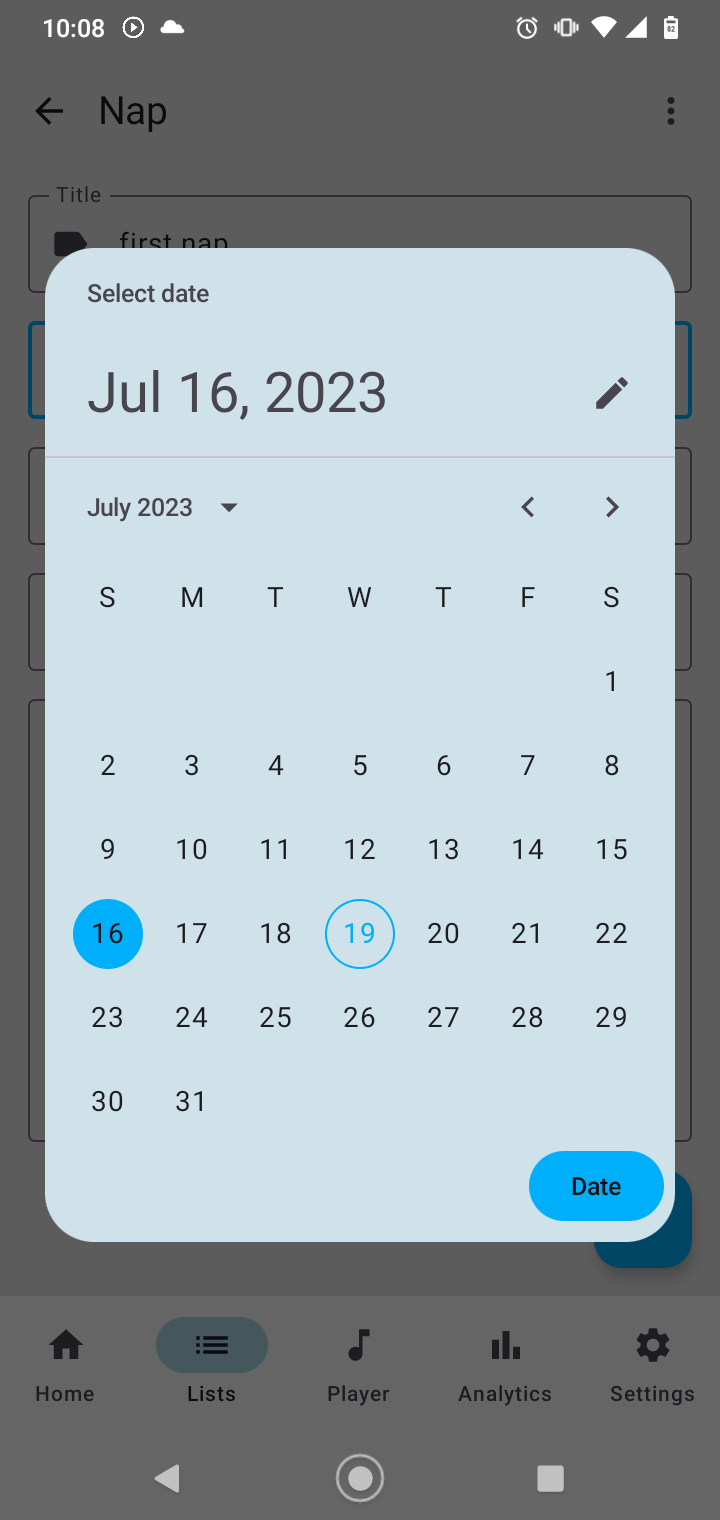 10:08
82
Nap
Title
first nap
Select date
Jul 16, 2023
July 2023
S M T W T F S
1
2 3 4 5 6 7 8
9 10 11 12 13 14 15
16 17 18 19 20 21 22
23 24 25 26 27 28 29
30 31
Date
Home Lists Player Analytics Settings